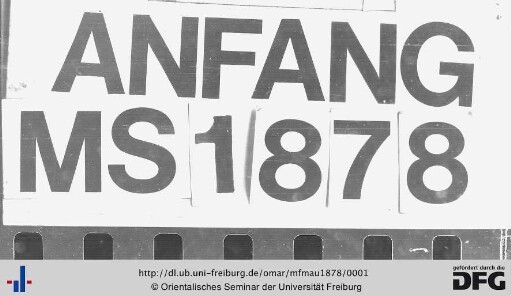 ANFANG
MS 1878
http://dl.ub.uni-freiburg.de/omar/mfmau1878/0001
© Orientalisches Seminar der Universität Freiburg
gefördert durch die
DFG